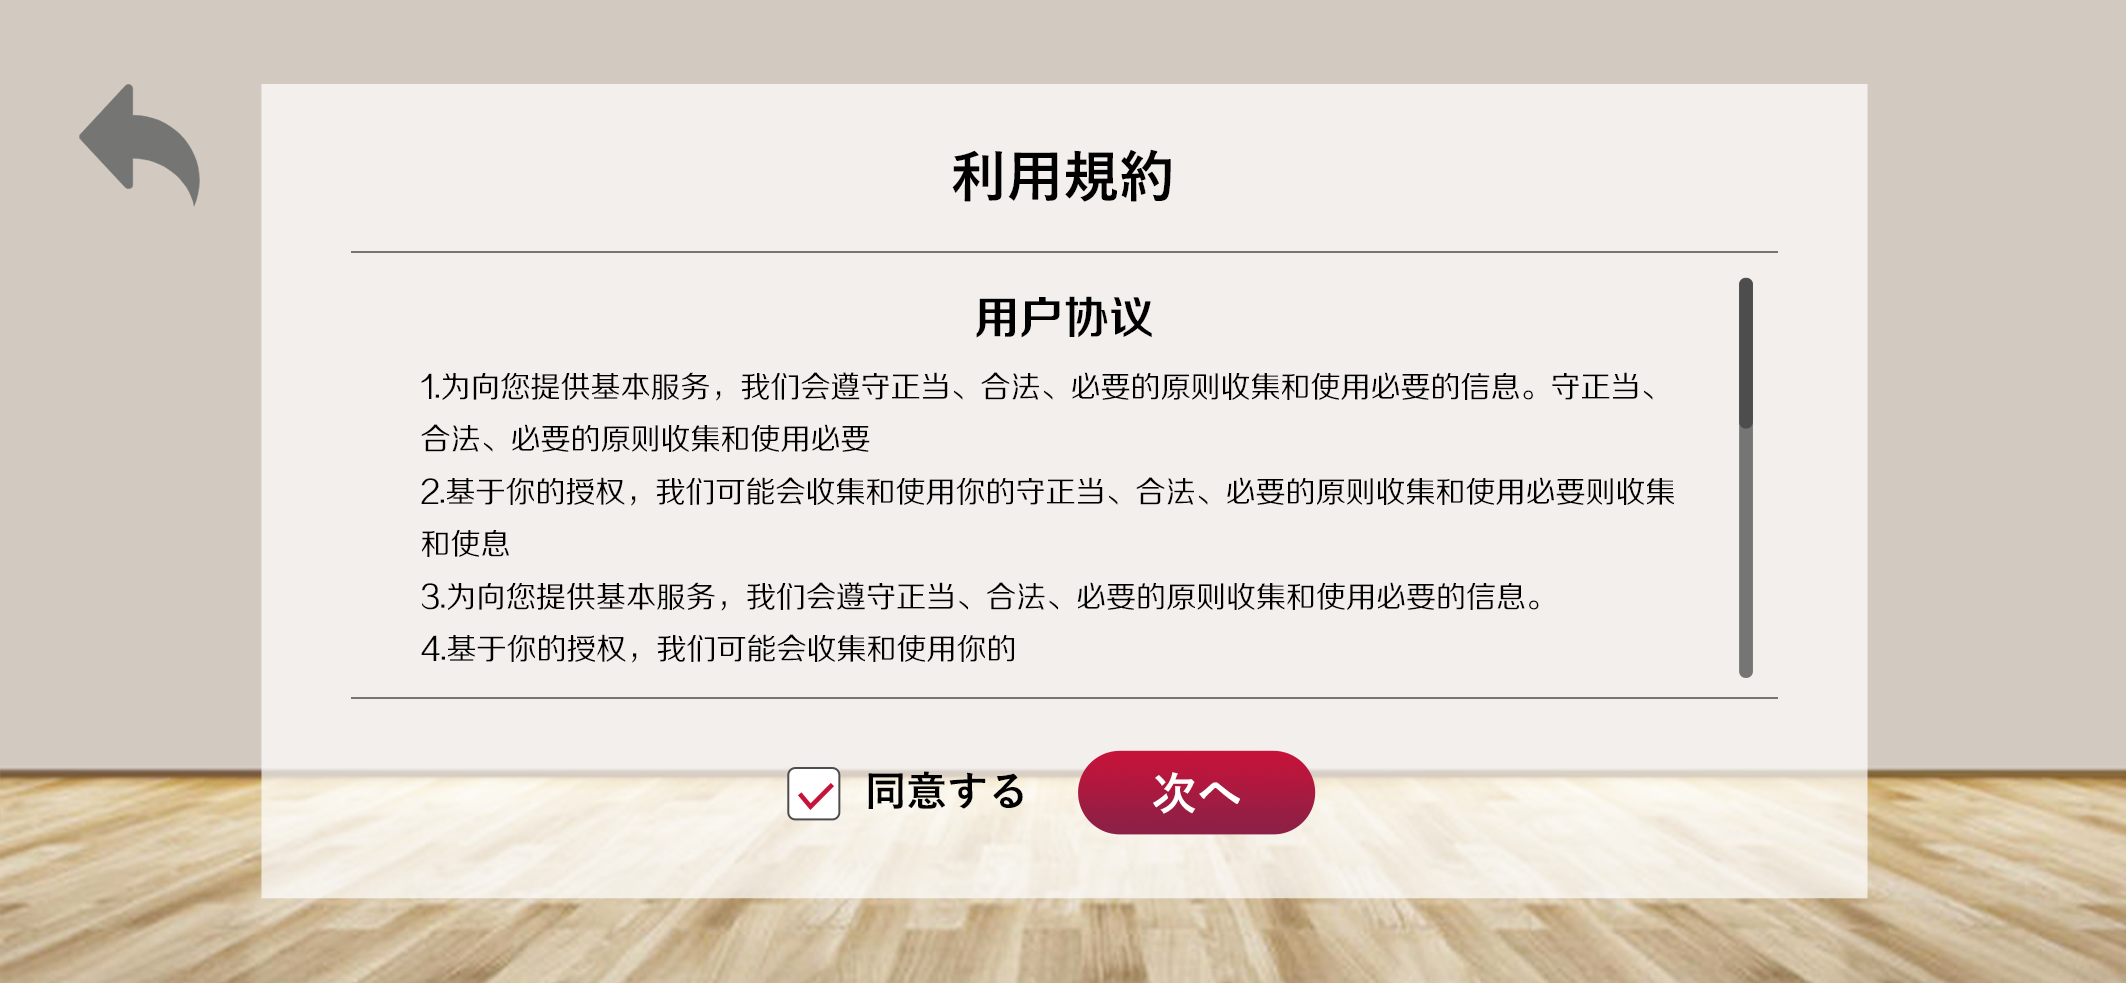 利用規約
用户协议
1.为向您提供基本服务，我们会遵守正当、合法、必要的原则收集和使用必要的信息。守正当、
合法、必要的原则收集和使用必要
2.基于你的授权，我们可能会收集和使用你的守正当、合法、必要的原则收集和使用必要则收集
和使息
3.为向您提供基本服务，我们会遵守正当、合法、必要的原则收集和使用必要的信息。
4.基于你的授权，我们可能会收集和使用你的
同意する
次へ